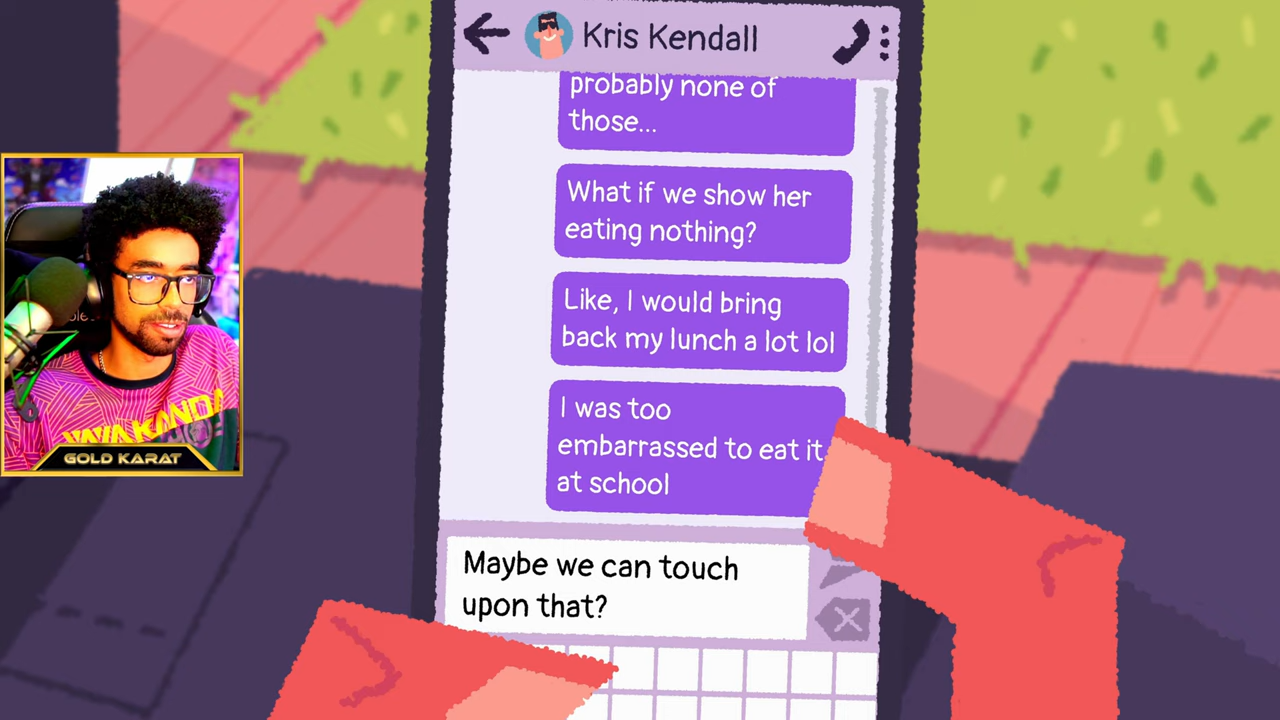 Kris Kendall
probably none of
those...
What if we show her
eating nothing?
Like, I would bring
back my lunch a lot lol
I was too
embarrassed to eat it
at school
Maybe we can touch
upon that?
WAKANDA
GOLD KARAT